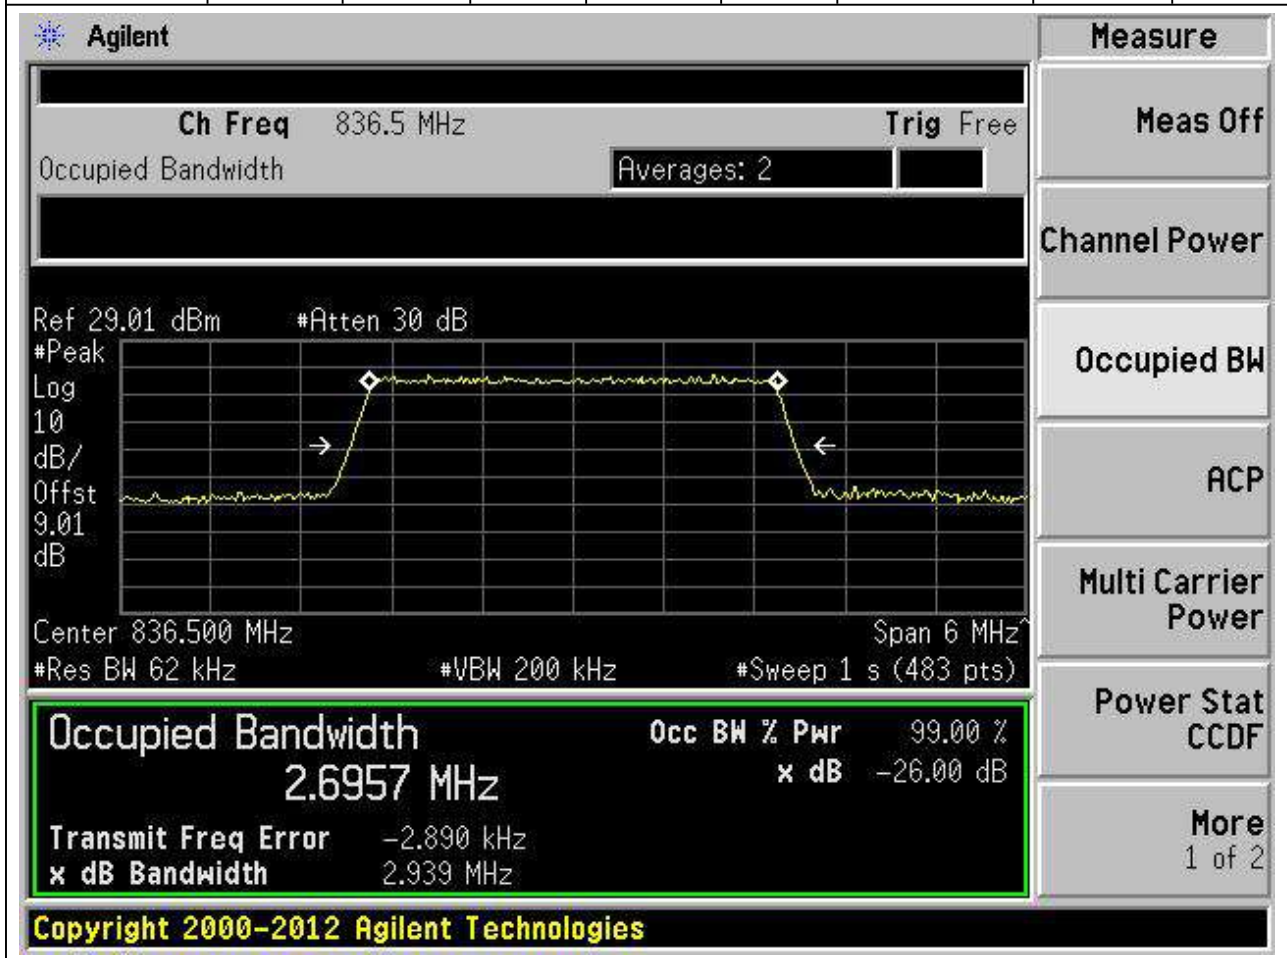 Agilent
Measure
Ch Freq 836.5 MHz Trig Free
Occupied Bandwidth Averages: 2
Meas Off
Channel Power
Occupied BW
ACP
Multi Carrier
Power
Power Stat
CCDF
More
1 of 2
Ref 29.01 dBm #Atten 30 dB
#Peak
Log
10
dB/
Offst
9.01
dB
Center 836.500 MHz Span 6 MHz^
#Res BW 62 kHz #VBW 200 kHz #Sweep 1 s (483 pts)
Occupied Bandwidth Occ BW % Pwr 99.00 %
2.6957 MHz x dB -26.00 dB
Transmit Freq Error -2.890 kHz
x dB Bandwidth 2.939 MHz
Copyright 2000-2012 Agilent Technologies